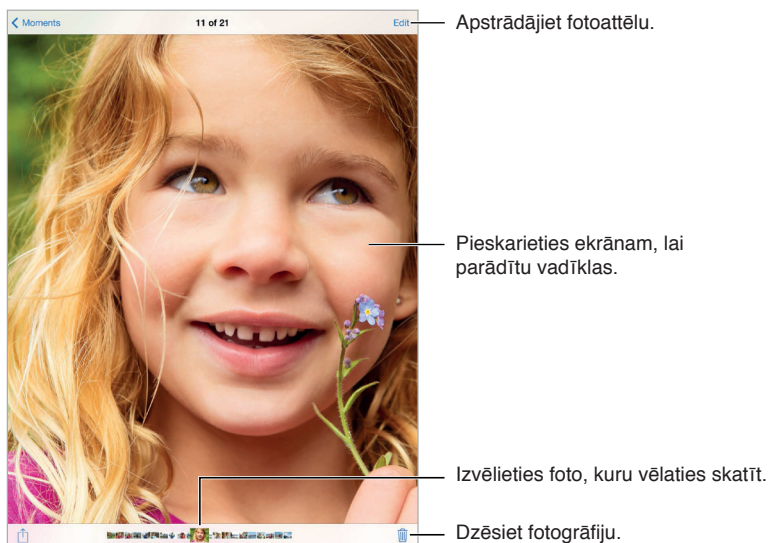 Moments
11 of 21
Edit
Apstrādājiet fotoattēlu.
Pieskarieties ekrānam, lai
parādītu vadīklas.
Izvēlieties foto, kuru vēlaties skatīt.
Dzēsiet fotogrāfiju.